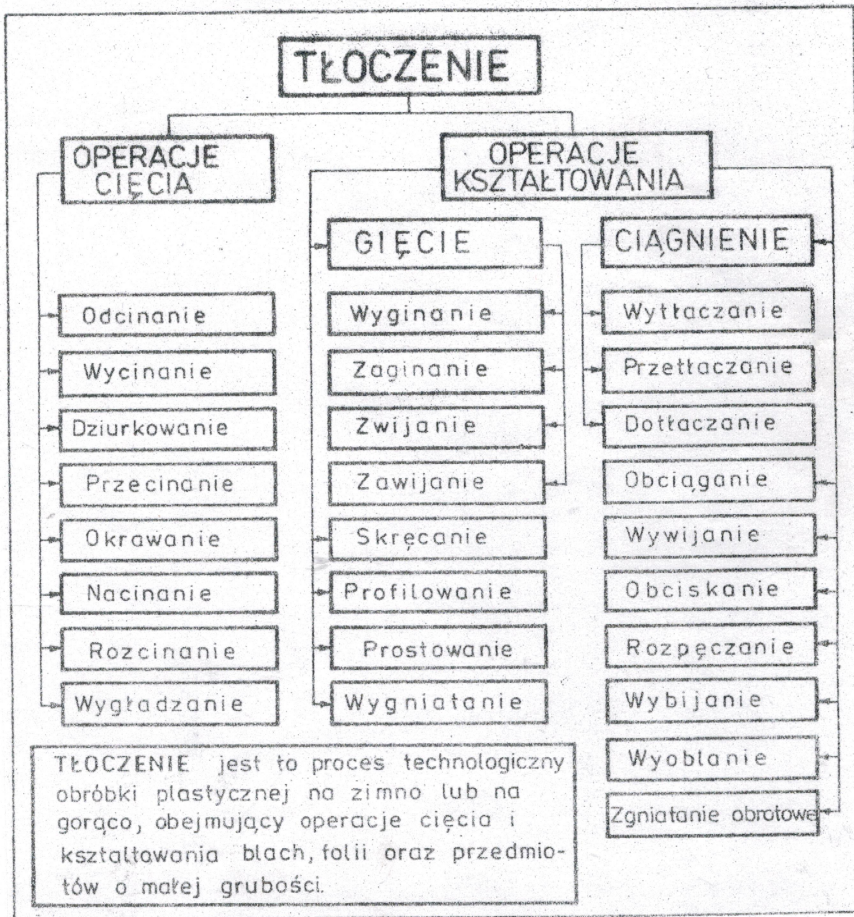 TŁOCZENIE
OPERACJE
CIĘCIA
OPERACJE
KSZTAŁTOWANIA
GIĘCIE
CIĄGNIENIE
Odcinanie
Wycinanie
Dziurkowanie
Przecinanie
Okrawanie
Nacinanie
Rozcinanie
Wygładzanie
Wyginanie
Zaginanie
Zwijanie
Zawijanie
Skręcanie
Profilowanie
Prostowanie
Wygniatanie
Wytłaczanie
Przetłaczanie
Dotłaczanie
Obciąganie
Wywijanie
Obciskanie
Rozpęczanie
Wybijanie
Wyoblanie
Zgniatanie obrotowe
TŁOCZENIE jest to proces technologiczny
obróbki plastycznej na zimno lub na
gorąco, obejmujący operacje cięcia i
kształtowania blach, folii oraz przedmio-
tów o małej grubości.